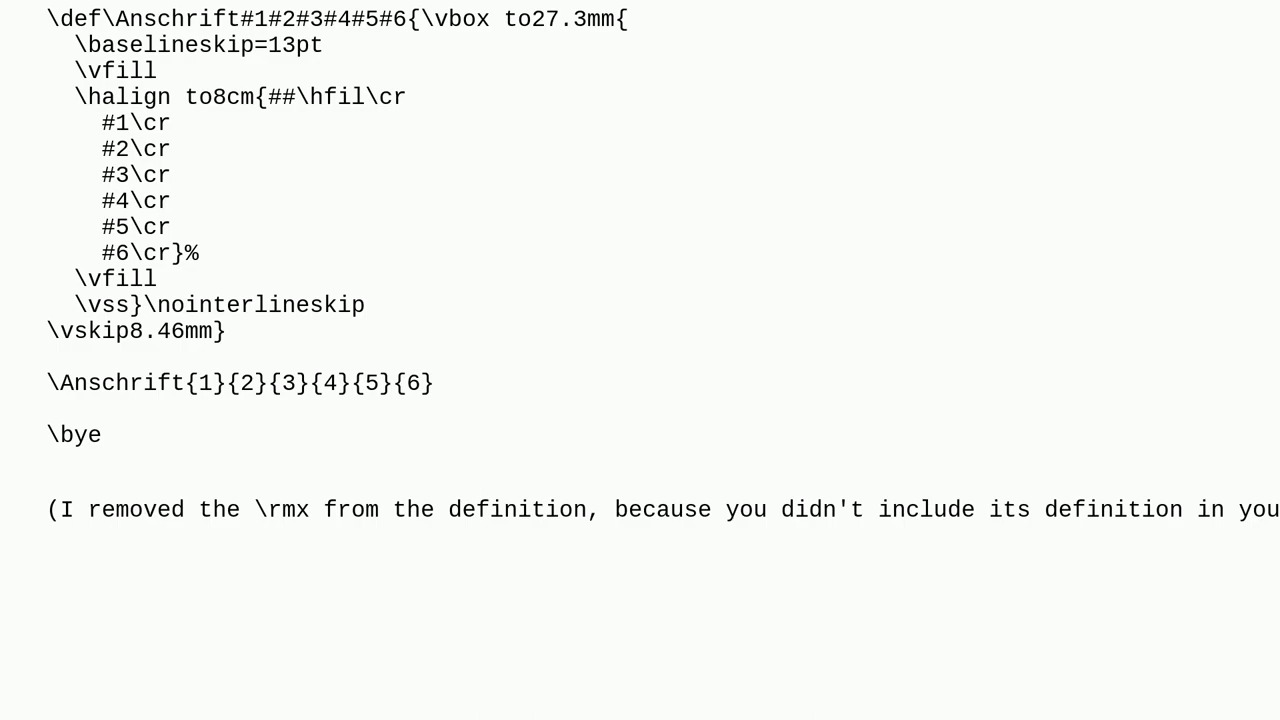 \def\Anschrift#1#2#3#4#5#6{\vbox to27.3mm{
  \baselineskip=13pt
  \vfill
  \halign to8cm{##\hfil\cr
    #1\cr
    #2\cr
    #3\cr
    #4\cr
    #5\cr
    #6\cr}%
  \vfill
  \vss}\nointerlineskip
\vskip8.46mm}

\Anschrift{1}{2}{3}{4}{5}{6}

\bye

(I removed the \rmx from the definition, because you didn't include its definition in you